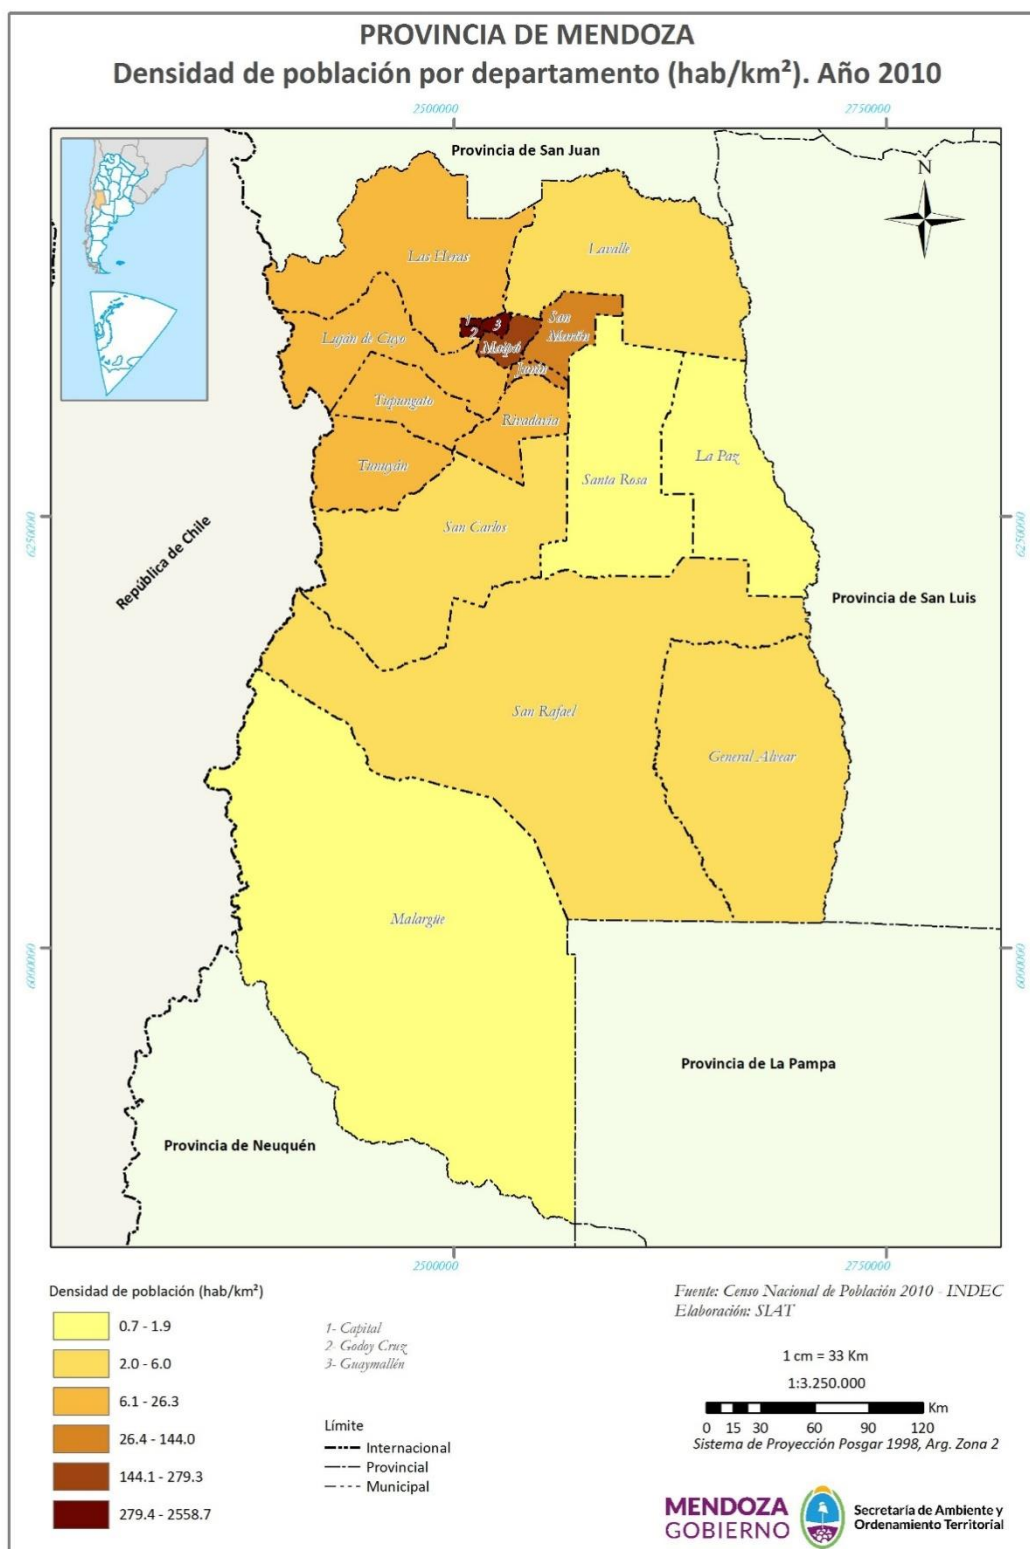 PROVINCIA DE MENDOZA
Densidad de población por departamento (hab/km²). Año 2010
2500000
2750000
Provincia de San Juan
N
Las Heras
Lavalle
Luján de Cuyo
1
2
3
San
Martín
Maipú
Junín
Tupungato
Rivadavia
Tunuyán
Santa Rosa
La Paz
San Carlos
6250000
6250000
República de Chile
Provincia de San Luis
San Rafael
General Alvear
Malargüe
6000000
6000000
Provincia de La Pampa
Provincia de Neuquén
2500000
2750000
Densidad de población (hab/km²)
0.7 - 1.9
2.0 - 6.0
6.1 - 26.3
26.4 - 144.0
144.1 - 279.3
279.4 - 2558.7
1- Capital
2- Godoy Cruz
3- Guaymallén
Límite
Internacional
Provincial
Municipal
Fuente: Censo Nacional de Población 2010 - INDEC
Elaboración: SIAT
1 cm = 33 Km
1:3.250.000
Km
0 15 30 60 90 120
Sistema de Proyección Posgar 1998, Arg. Zona 2
MENDOZA
GOBIERNO
Secretaría de Ambiente y
Ordenamiento Territorial